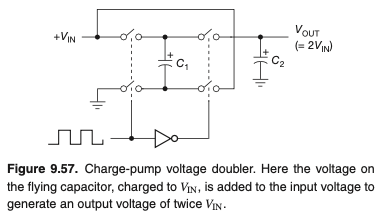 +VIN
VOUT
(= 2VIN)
+
C1
+
C2
Figure 9.57. Charge-pump voltage doubler. Here the voltage on
the flying capacitor, charged to VIN, is added to the input voltage to
generate an output voltage of twice VIN.